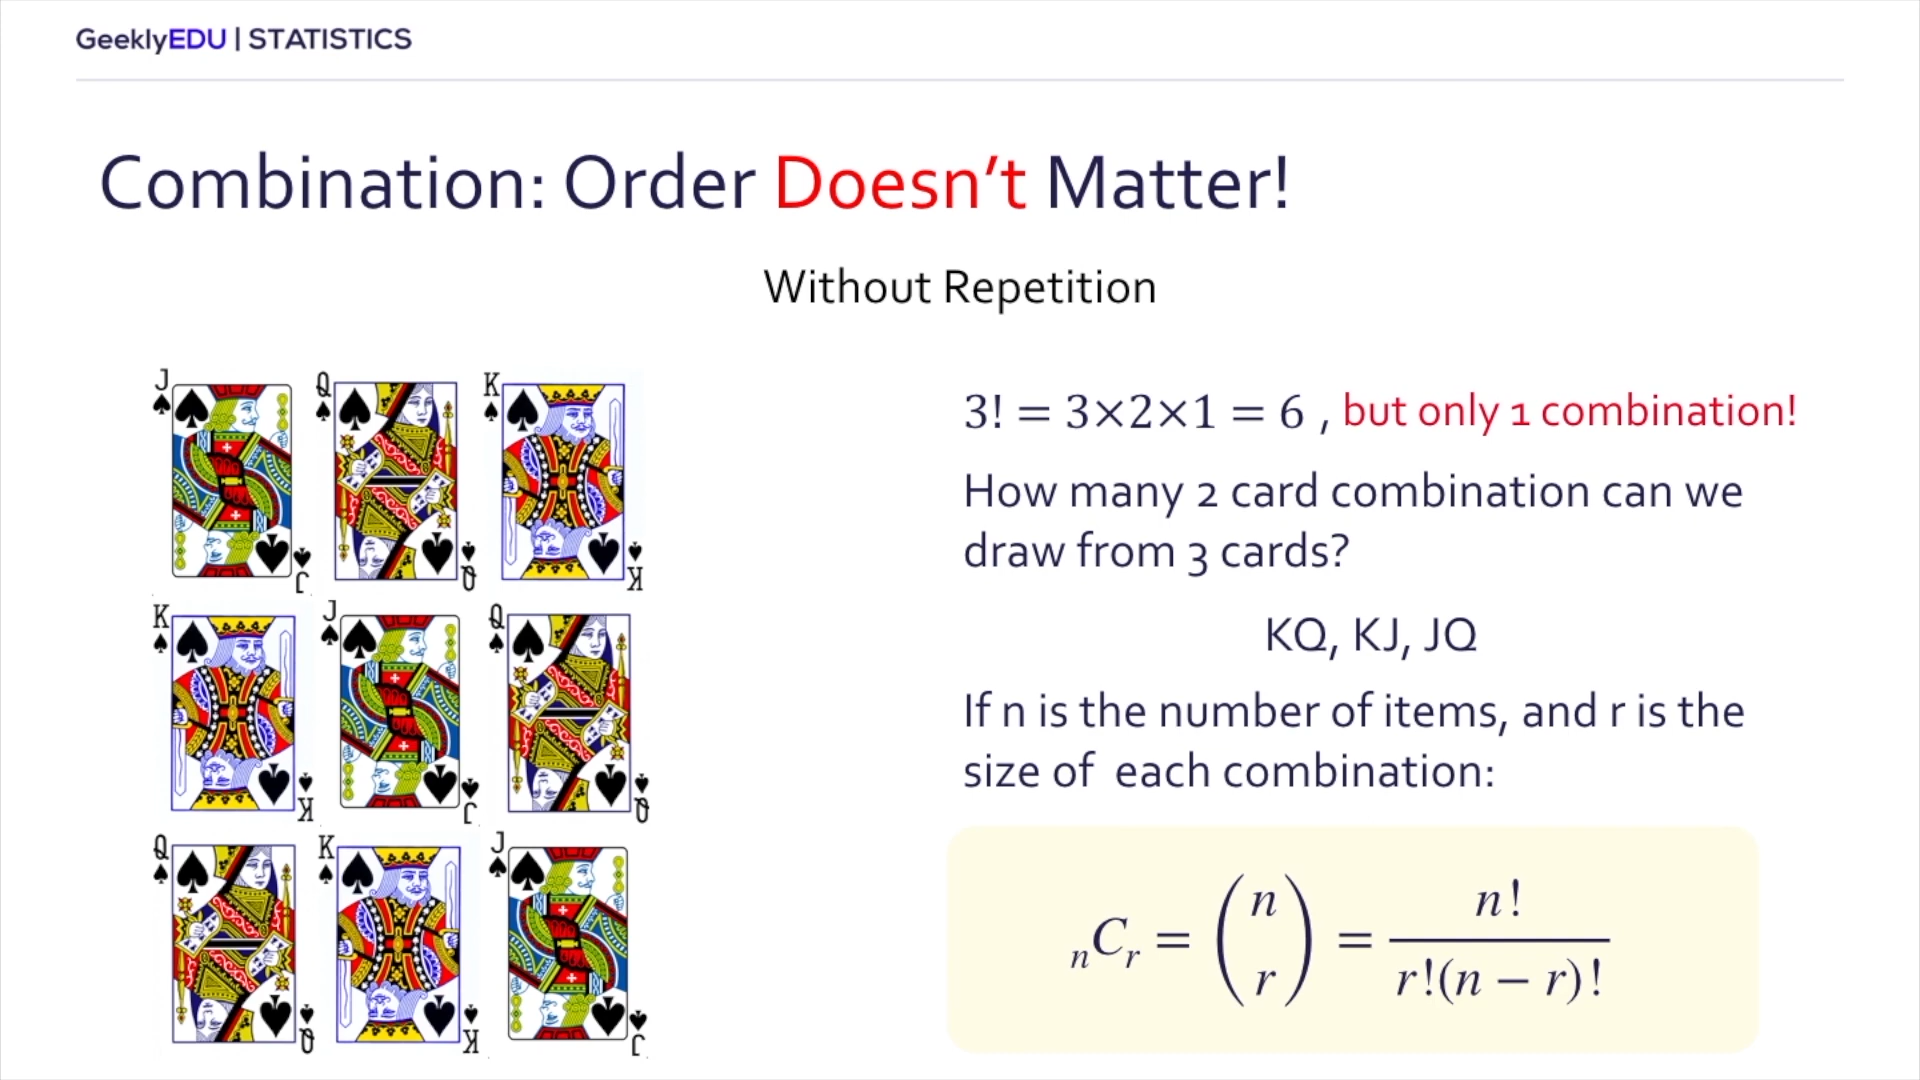 GeeklyEDU | STATISTICS
Combination: Order Doesn’t Matter!
Without Repetition
J Q K
J Q K
K J Q
K J Q
Q K J
Q K J
3! = 3×2×1 = 6 , but only 1 combination!
How many 2 card combination can we
draw from 3 cards?
KQ, KJ, JQ
If n is the number of items, and r is the
size of each combination:
nCr = (n r) = n! / r!(n − r)!